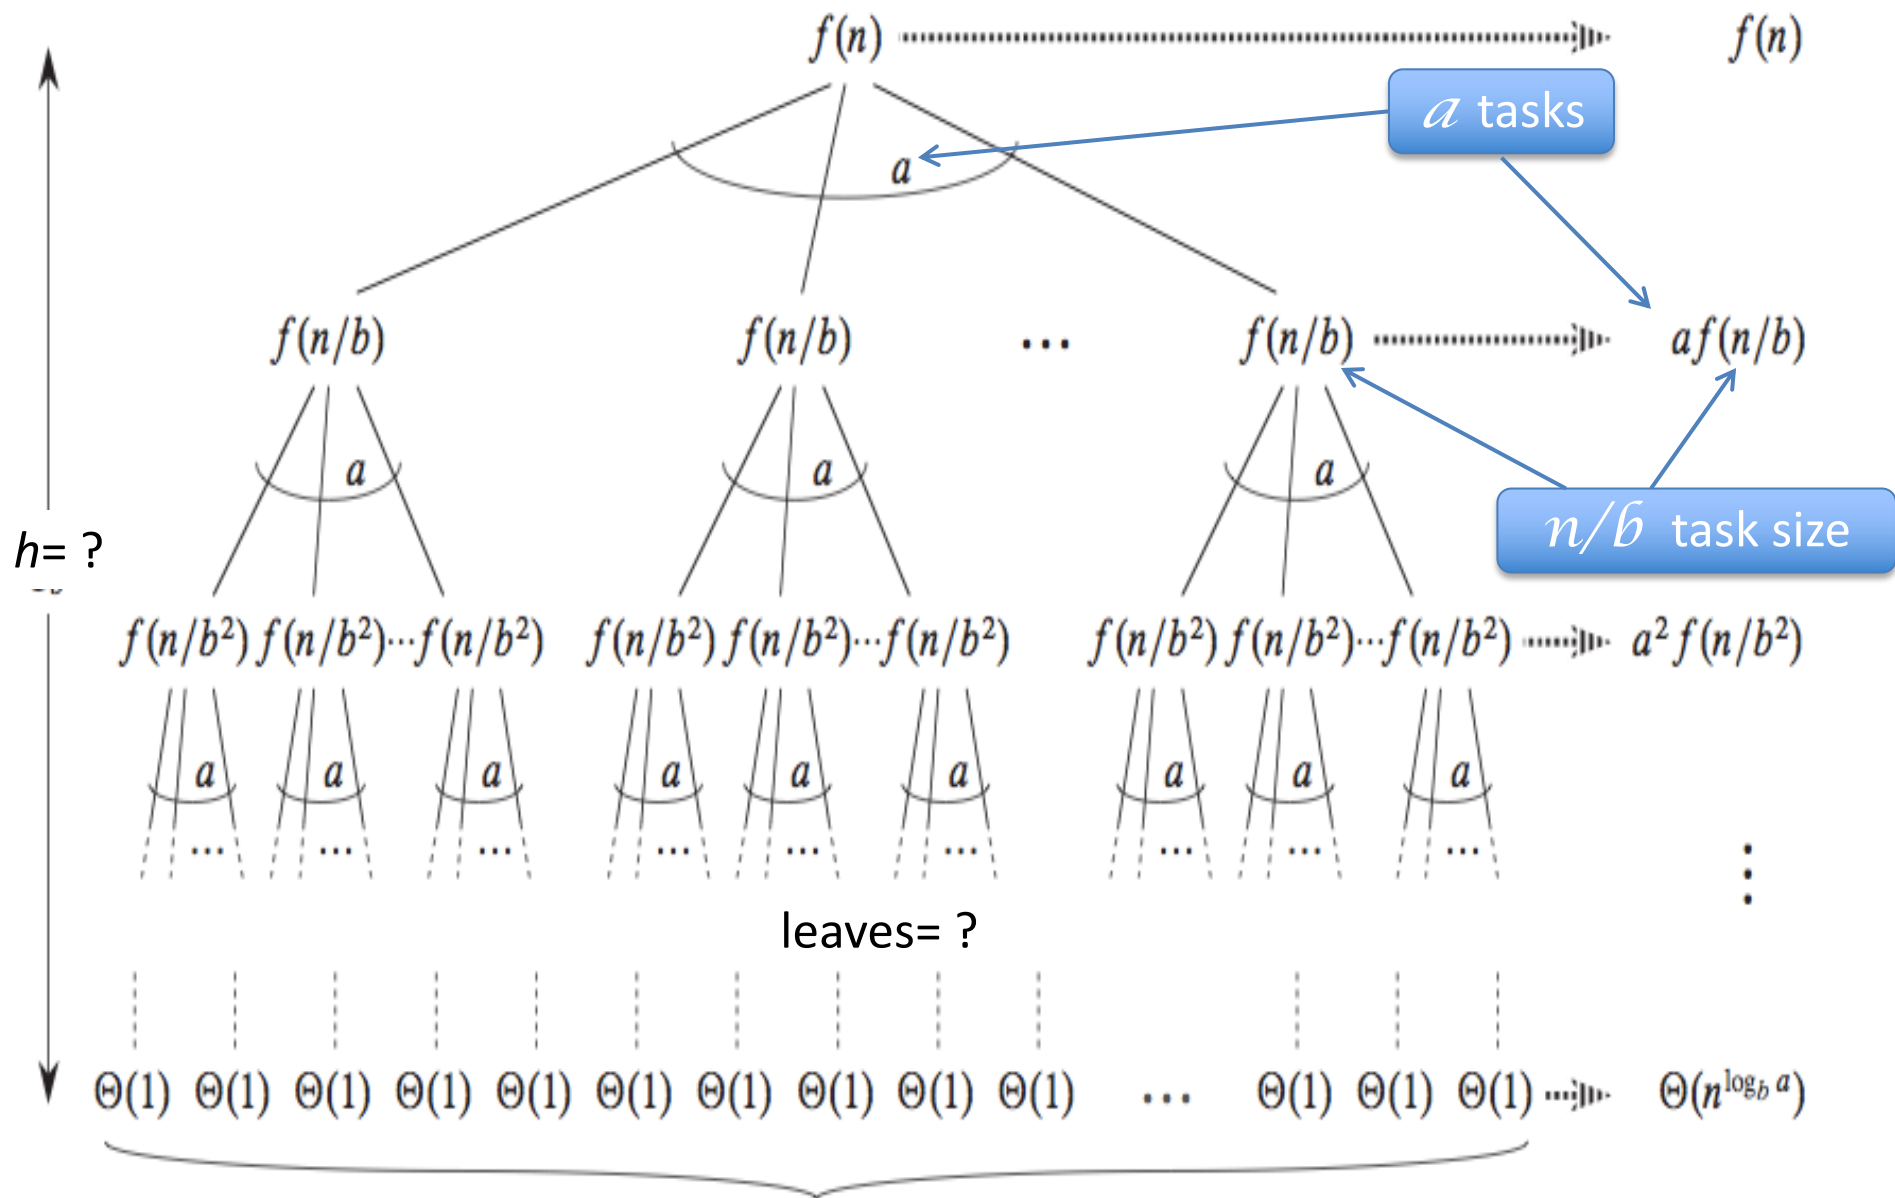 f(n) f(n)
a tasks
a
f(n/b) f(n/b) ... f(n/b) af(n/b)
a a a
n/b task size
h= ?
f(n/b²) f(n/b²)...f(n/b²) f(n/b²) f(n/b²)...f(n/b²) f(n/b²) f(n/b²)...f(n/b²) a² f(n/b²)
a a a a a a a a a
... ... ... ... ... ... ... ... ...
leaves= ?
Θ(1) Θ(1) Θ(1) Θ(1) Θ(1) Θ(1) Θ(1) Θ(1) Θ(1) Θ(1) ... Θ(1) Θ(1) Θ(1) Θ(n^{log_b a})